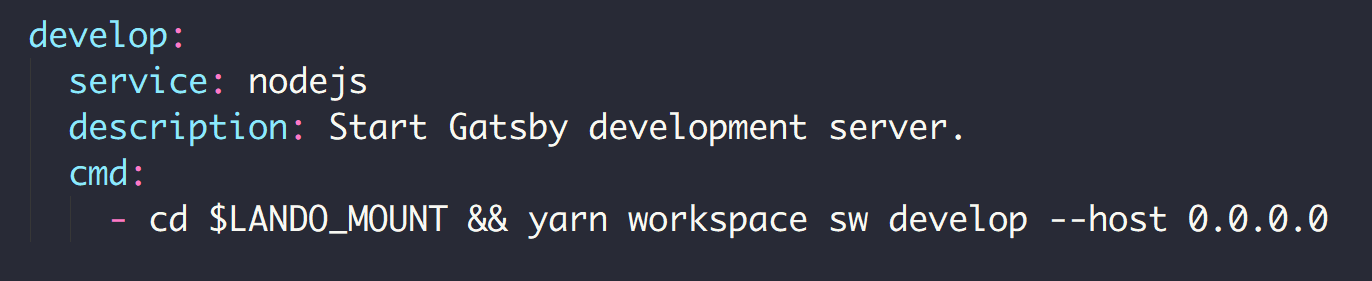 develop:
service: nodejs
description: Start Gatsby development server.
cmd:
- cd $LANDO_MOUNT && yarn workspace sw develop --host 0.0.0.0